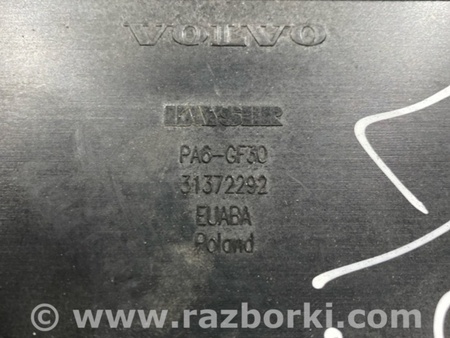 VOLVO
PA6-GF30
31372292
EUABA
Poland
© www.razborki.com